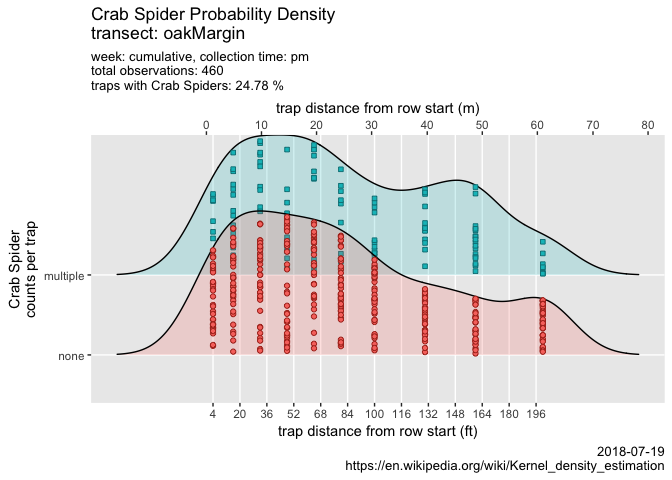 Crab Spider Probability Density
transect: oakMargin
week: cumulative, collection time: pm
total observations: 460
traps with Crab Spiders: 24.78 %
trap distance from row start (m)
0 10 20 30 40 50 60 70 80
Crab Spider
counts per trap
multiple
none
4 20 36 52 68 84 100 116 132 148 164 180 196
trap distance from row start (ft)
2018-07-19
https://en.wikipedia.org/wiki/Kernel_density_estimation